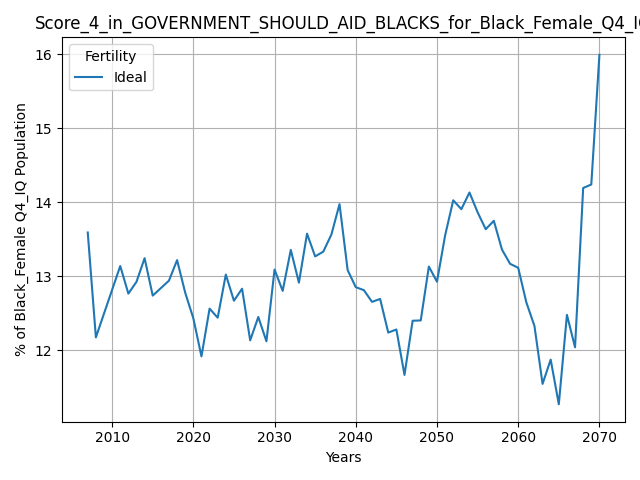 Score_4_in_GOVERNMENT_SHOULD_AID_BLACKS_for_Black_Female_Q4_IQ
Fertility
Ideal
% of Black_Female Q4_IQ Population
16
15
14
13
12
2010 2020 2030 2040 2050 2060 2070
Years